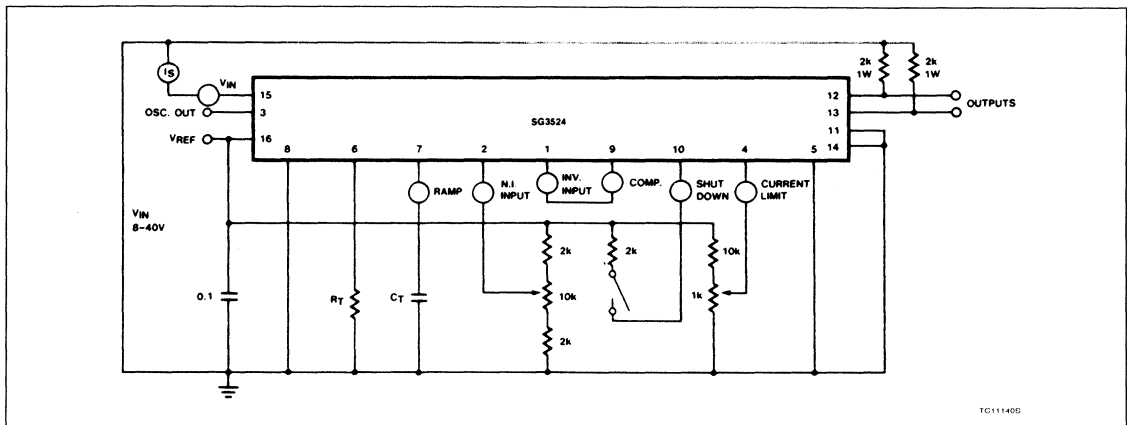 2k
1W
2k
1W
IS
VIN
15
12
OUTPUTS
OSC. OUT
3
13
SG3524
11
VREF
16
14
8
6
7
2
1
9
10
4
5
RAMP
N.I.
INPUT
INV.
INPUT
COMP.
SHUT
DOWN
CURRENT
LIMIT
VIN
8–40V
2k
2k
10k
0.1
RT
CT
10k
1k
2k
TC11140S